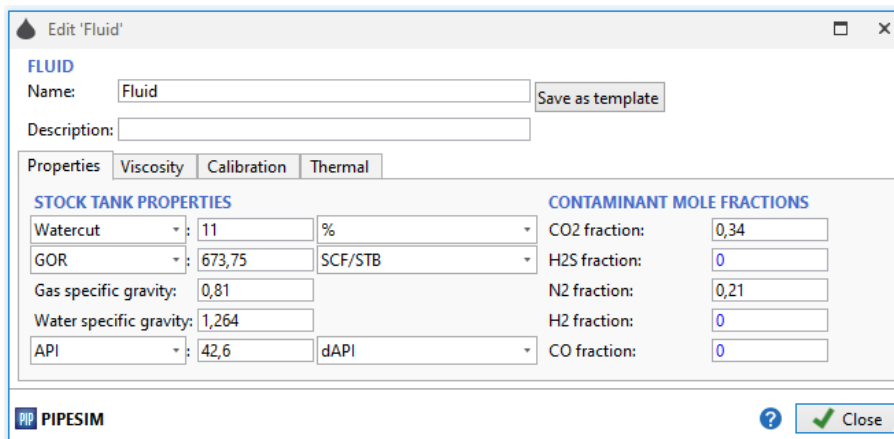 Edit 'Fluid'
FLUID
Name: Fluid Save as template
Description:
Properties Viscosity Calibration Thermal
STOCK TANK PROPERTIES CONTAMINANT MOLE FRACTIONS
Watercut : 11 % CO2 fraction: 0,34
GOR : 673,75 SCF/STB H2S fraction: 0
Gas specific gravity: 0,81 N2 fraction: 0,21
Water specific gravity: 1,264 H2 fraction: 0
API : 42,6 dAPI CO fraction: 0
PIP PIPESIM ? Close